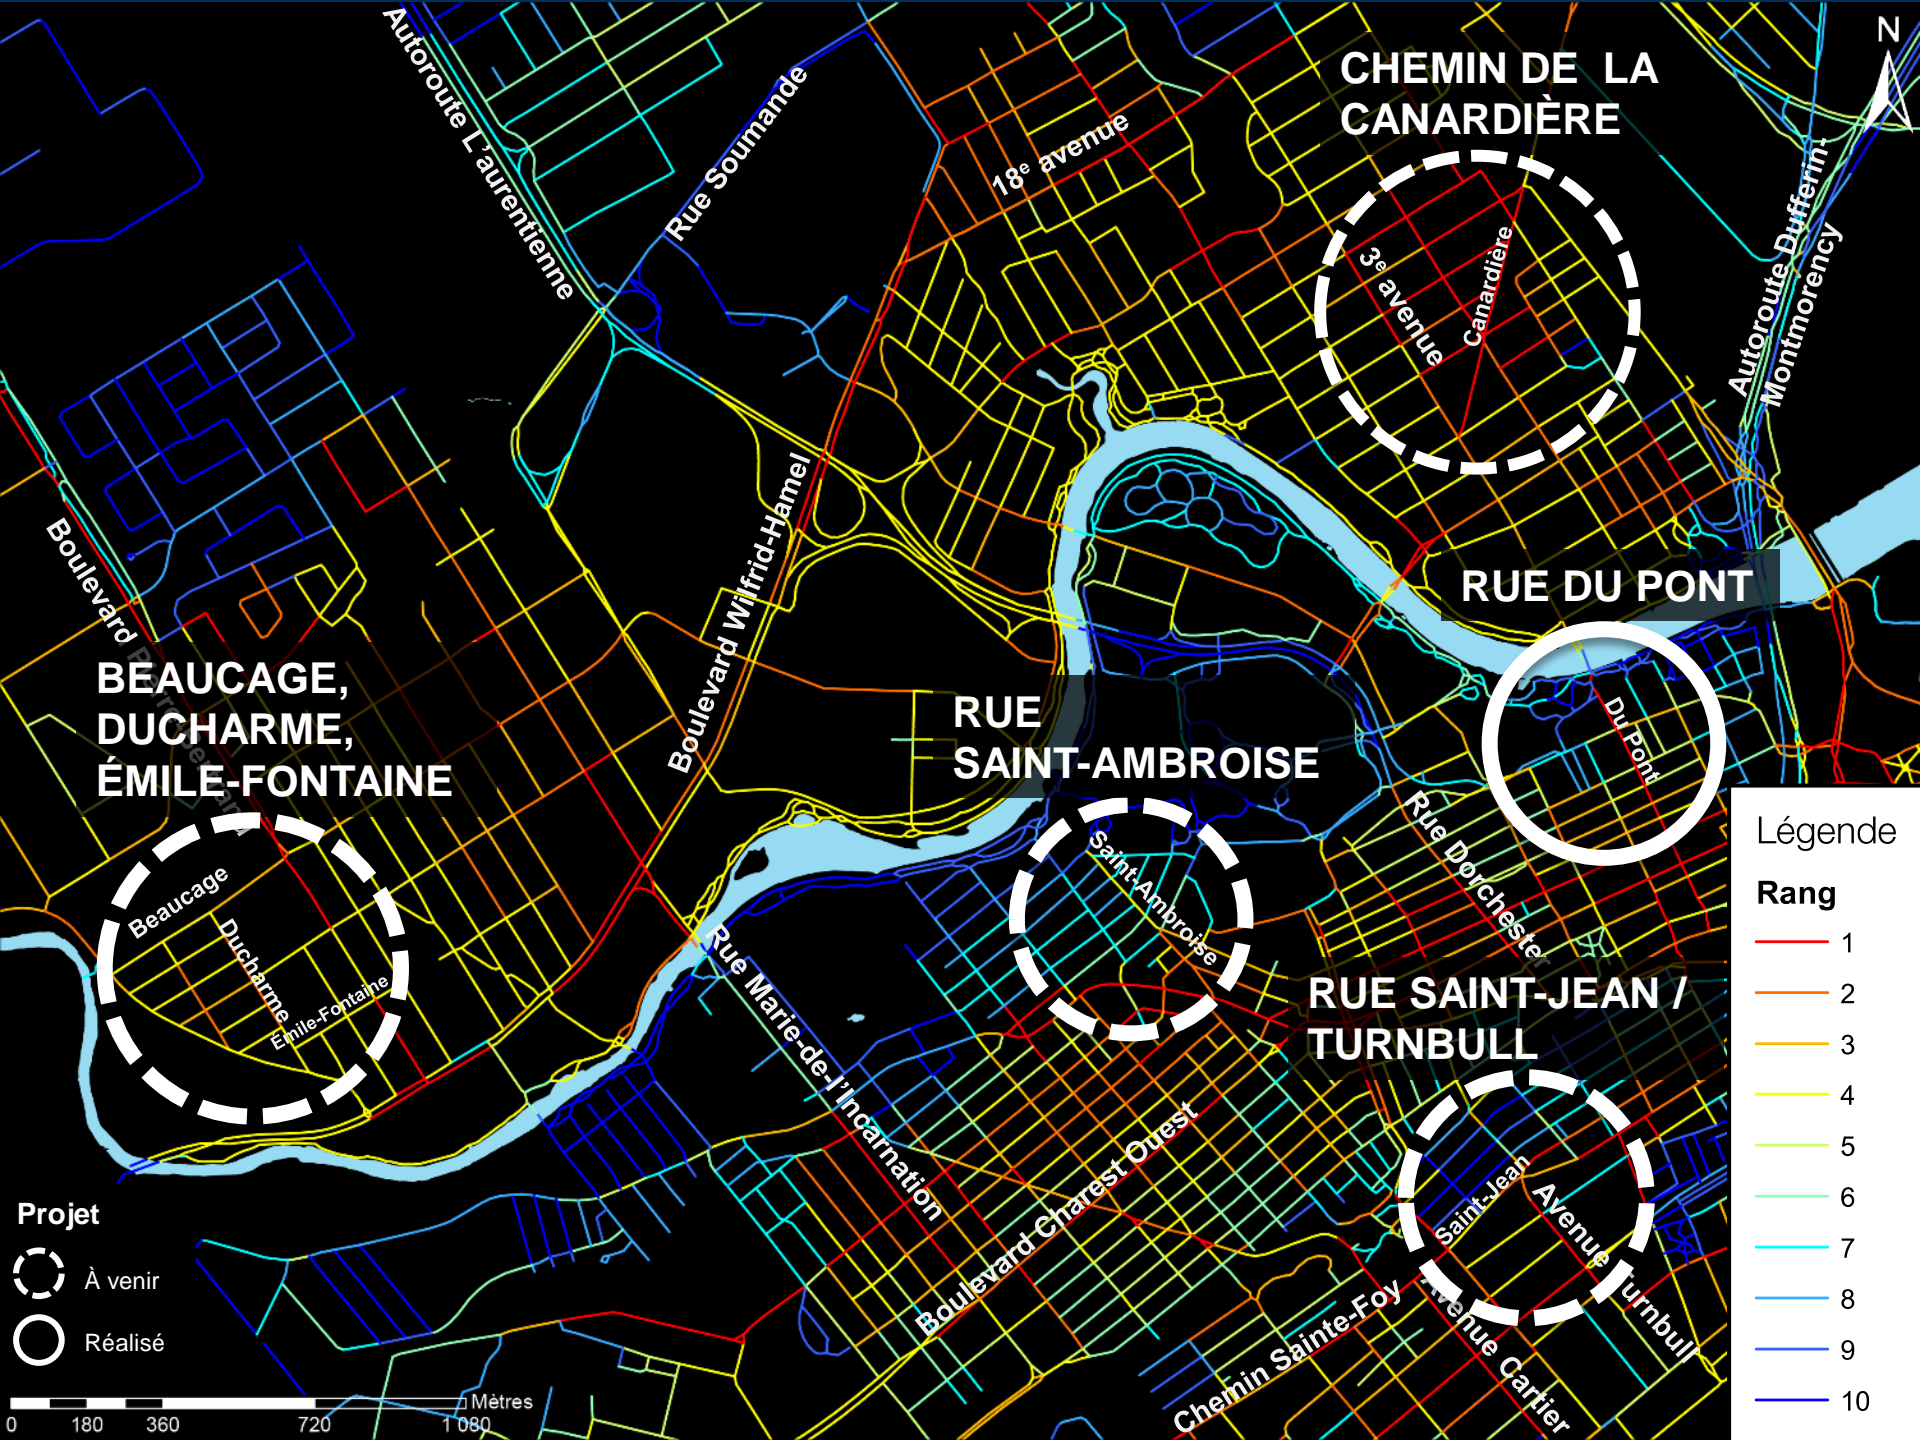 N
CHEMIN DE LA
CANARDIÈRE
Autoroute L'aurentienne
Rue Soumande
18e avenue
3e avenue
Canardière
Autoroute Dufferin-
Montmorency
Boulevard Wilfrid-Hamel
Boulevard
RUE DU PONT
Du Pont
BEAUCAGE,
DUCHARME,
ÉMILE-FONTAINE
Beaucage
Ducharme
Émile-Fontaine
RUE
SAINT-AMBROISE
Saint-Ambroise
Rue Dorchester
Rue Marie-de-l'Incarnation
Boulevard Charest Ouest
RUE SAINT-JEAN /
TURNBULL
Saint-Jean
Avenue Turnbull
Chemin Sainte-Foy
Avenue Cartier
Légende
Rang
1
2
3
4
5
6
7
8
9
10
Projet
À venir
Réalisé
Mètres
0 180 360 720 1 080